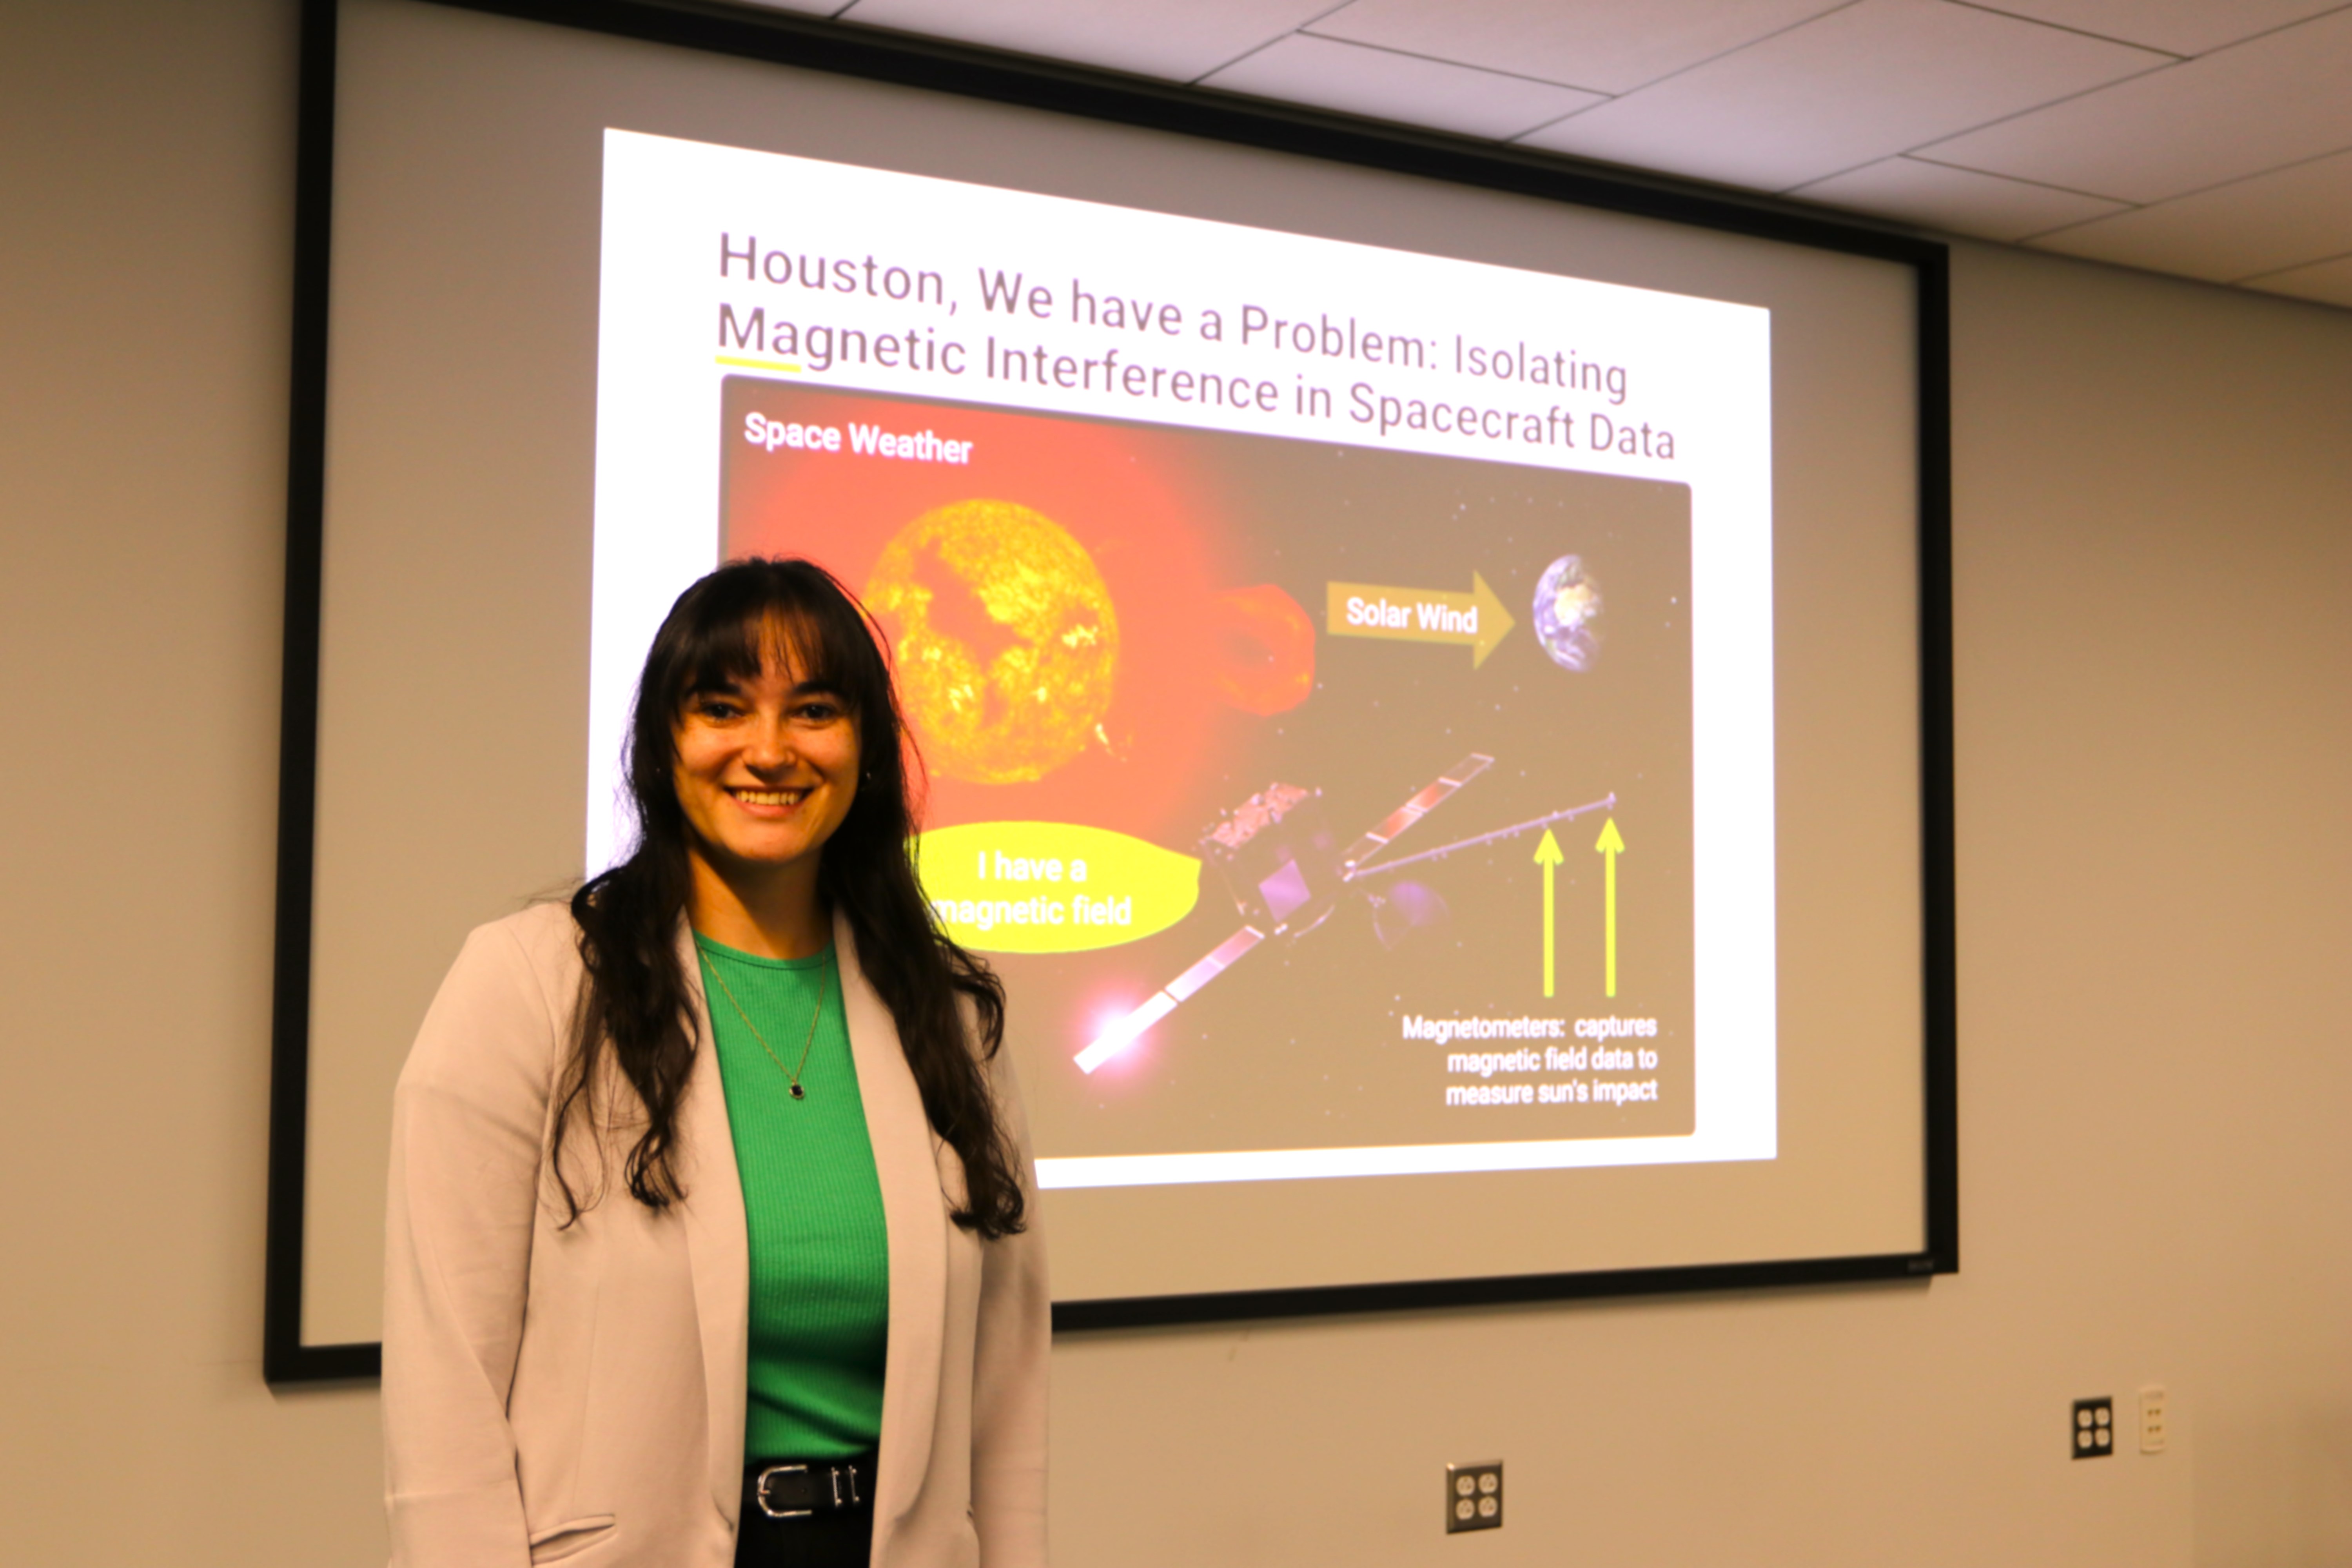 Houston, We have a Problem: Isolating
Magnetic Interference in Spacecraft Data
Space Weather
Solar Wind
I have a
magnetic field
Magnetometers: captures
magnetic field data to
measure sun's impact